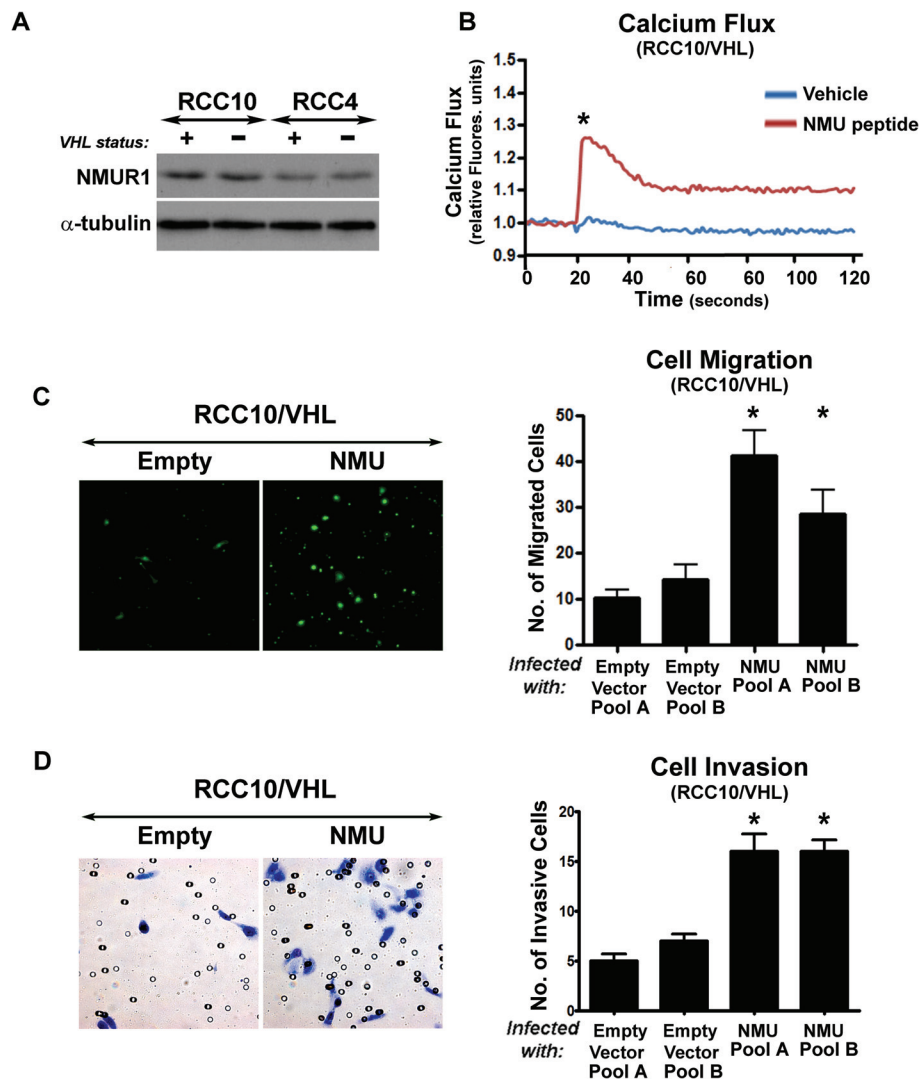 A
RCC10 RCC4
VHL status: + − + −
NMUR1
α-tubulin
B
Calcium Flux
(RCC10/VHL)
Calcium Flux
(relative Fluores. units)
1.5
1.4
1.3
1.2
1.1
1.0
0.9
*
Vehicle
NMU peptide
0 20 40 60 60 80 100 120
Time (seconds)
C
RCC10/VHL
Empty NMU
Cell Migration
(RCC10/VHL)
No. of Migrated Cells
50
40
30
20
10
0
* *
Infected with:
Empty Vector Pool A
Empty Vector Pool B
NMU Pool A
NMU Pool B
D
RCC10/VHL
Empty NMU
Cell Invasion
(RCC10/VHL)
No. of Invasive Cells
20
15
10
5
0
* *
Infected with:
Empty Vector Pool A
Empty Vector Pool B
NMU Pool A
NMU Pool B